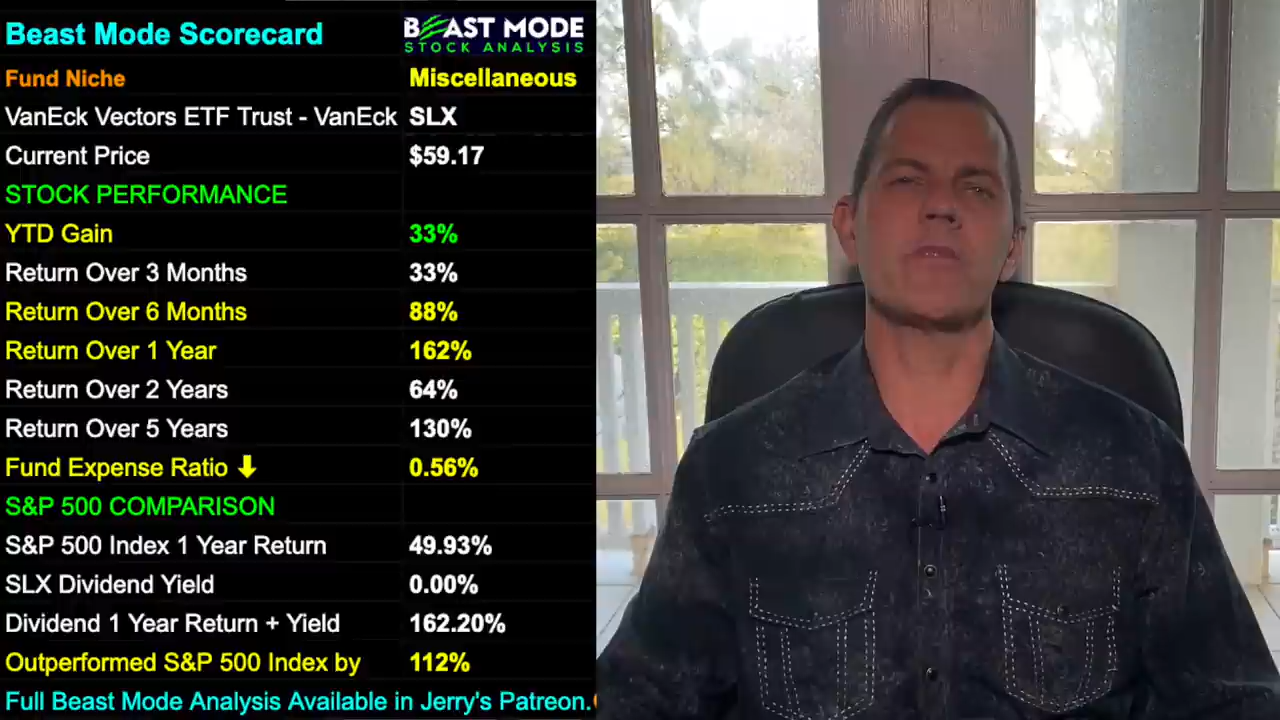 Beast Mode Scorecard BEAST MODE
STOCK ANALYSIS
Fund Niche Miscellaneous
VanEck Vectors ETF Trust - VanEck SLX
Current Price $59.17
STOCK PERFORMANCE
YTD Gain 33%
Return Over 3 Months 33%
Return Over 6 Months 88%
Return Over 1 Year 162%
Return Over 2 Years 64%
Return Over 5 Years 130%
Fund Expense Ratio 0.56%
S&P 500 COMPARISON
S&P 500 Index 1 Year Return 49.93%
SLX Dividend Yield 0.00%
Dividend 1 Year Return + Yield 162.20%
Outperformed S&P 500 Index by 112%
Full Beast Mode Analysis Available in Jerry's Patreon.